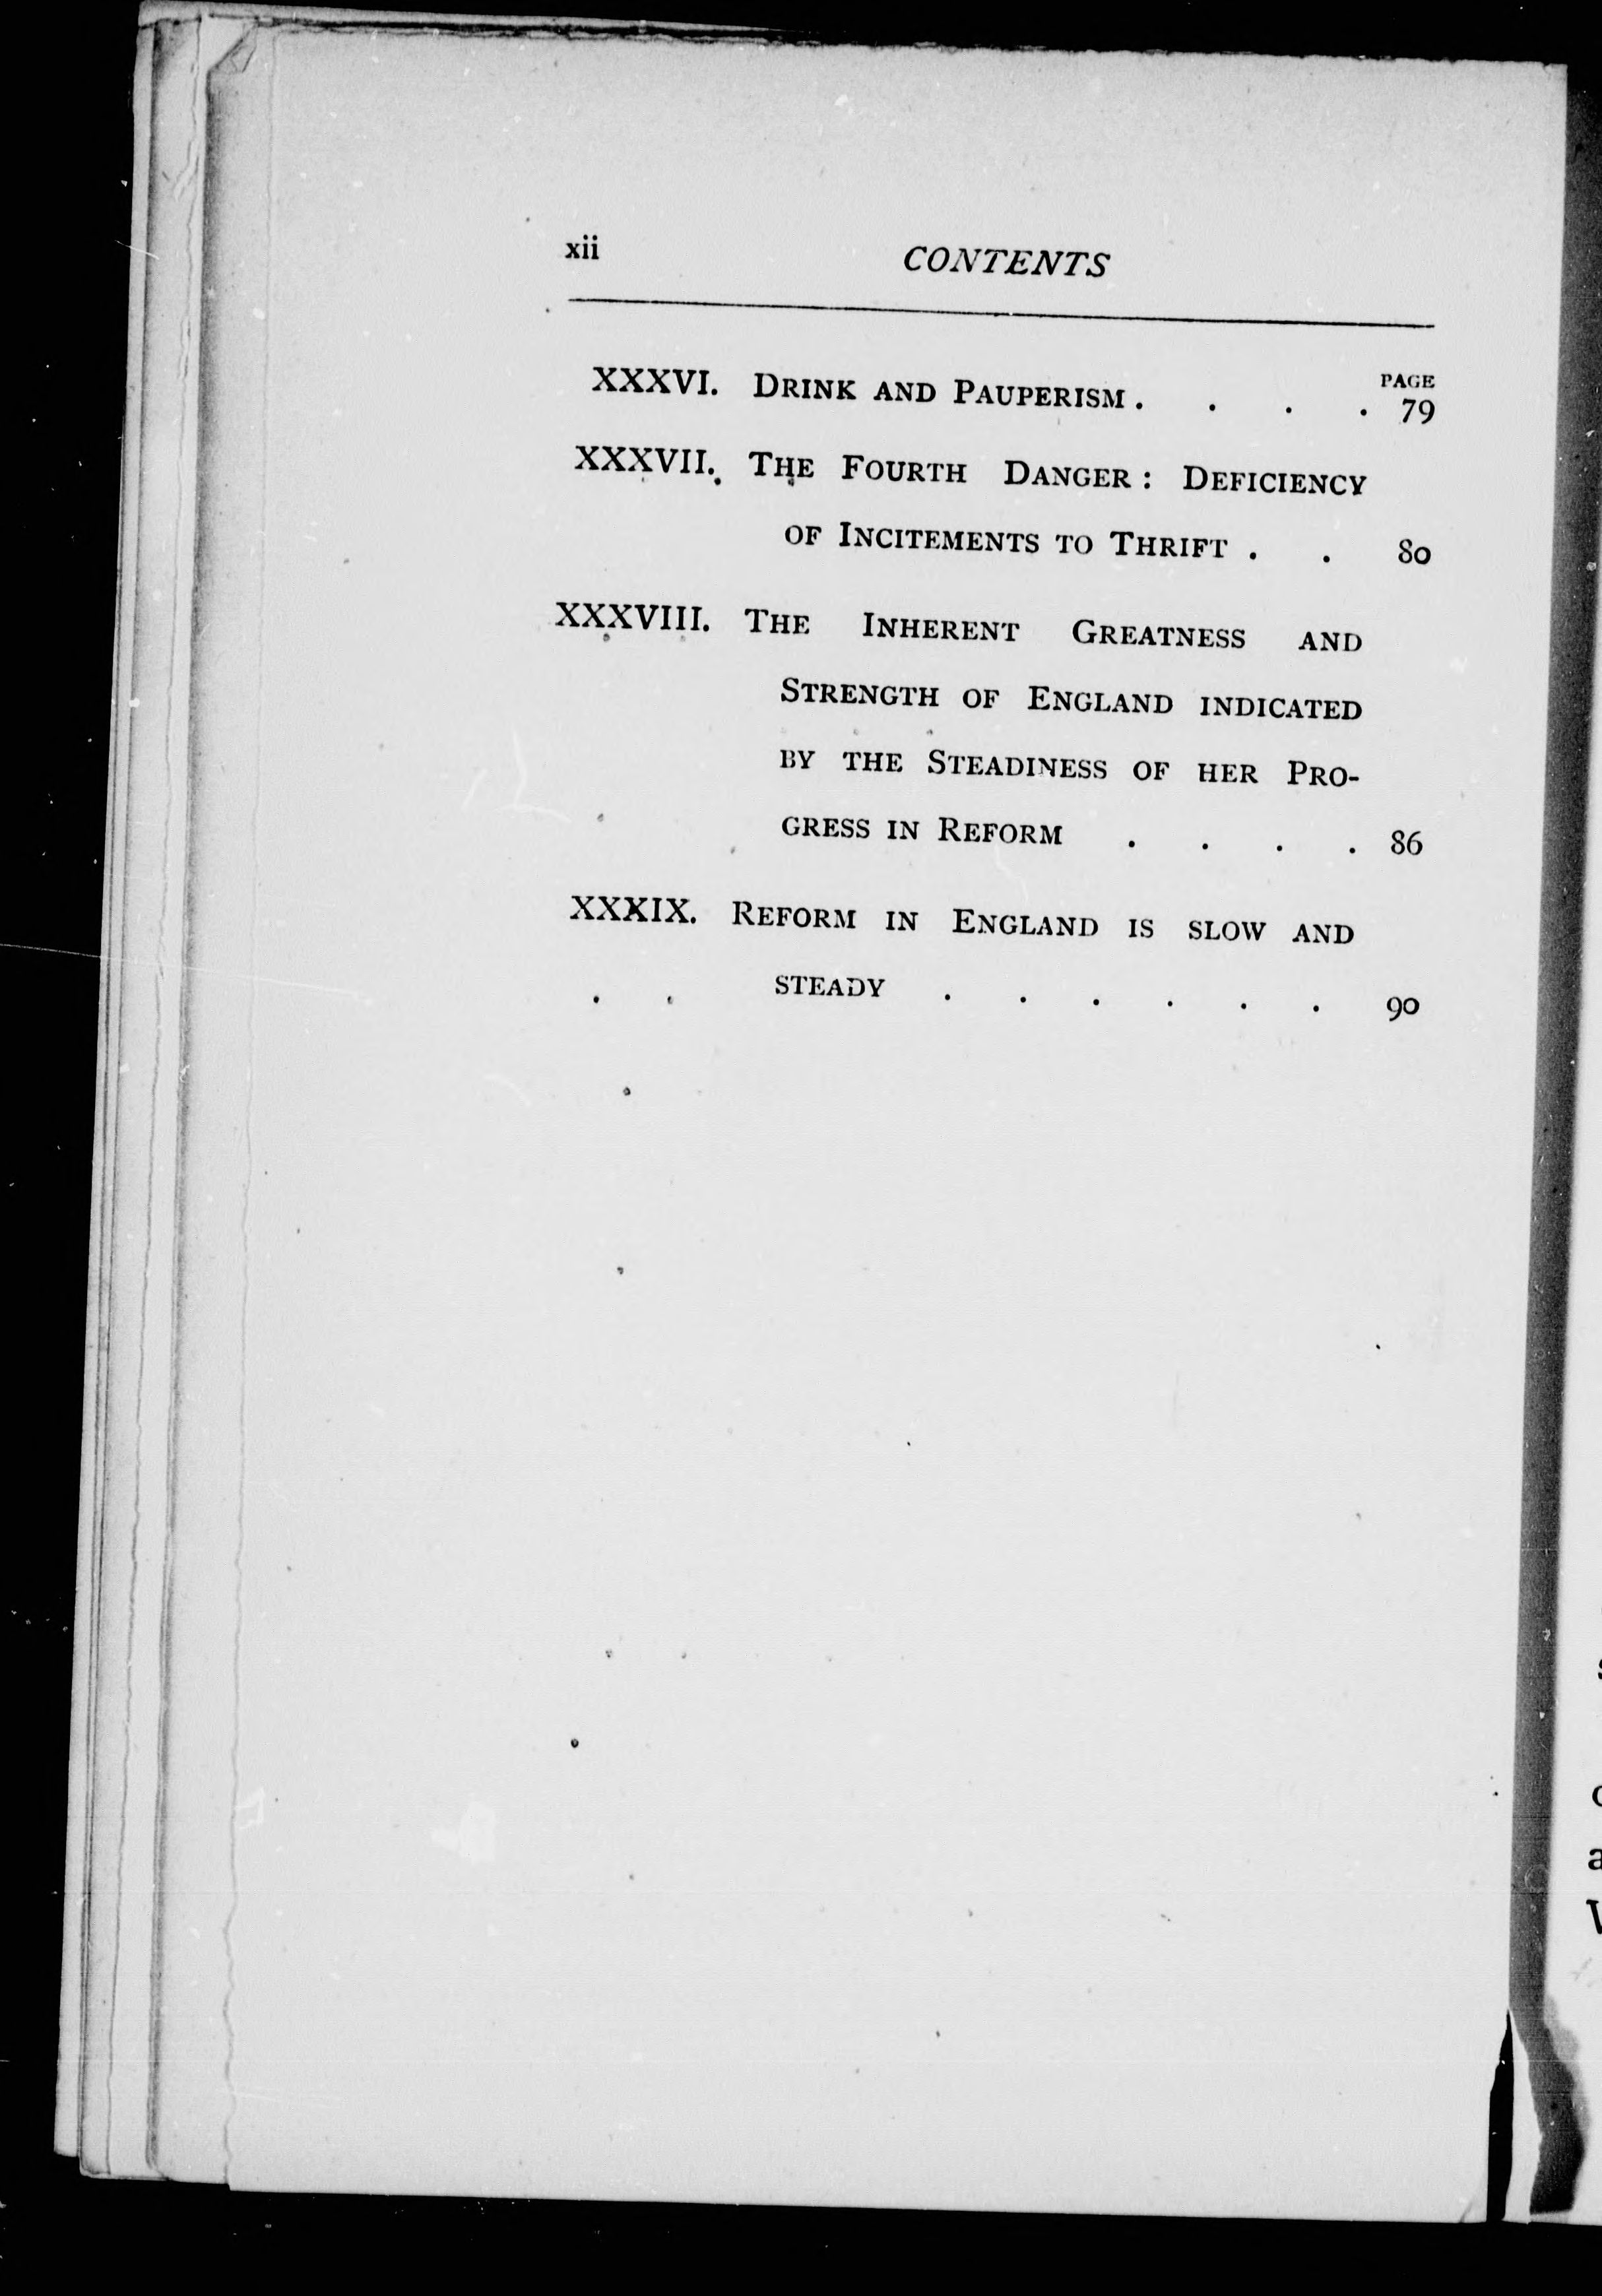 xii CONTENTS
PAGE
XXXVI. DRINK AND PAUPERISM . . . . 79
XXXVII. THE FOURTH DANGER: DEFICIENCY
OF INCITEMENTS TO THRIFT . . 80
XXXVIII. THE INHERENT GREATNESS AND
STRENGTH OF ENGLAND INDICATED
BY THE STEADINESS OF HER PRO-
GRESS IN REFORM . . . . 86
XXXIX. REFORM IN ENGLAND IS SLOW AND
STEADY . . . . . . 90